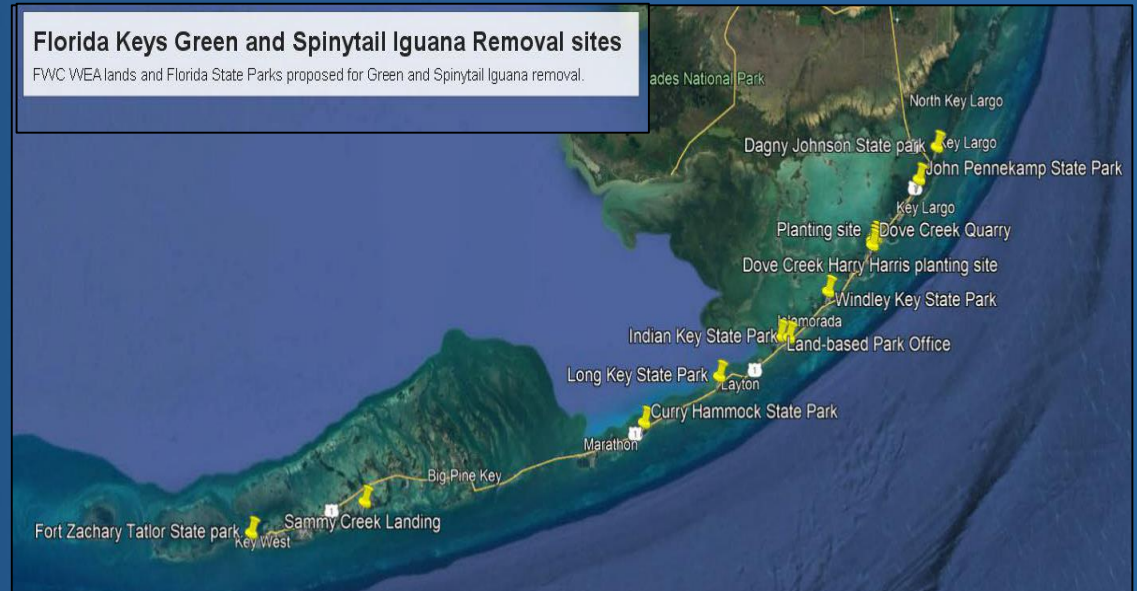 Florida Keys Green and Spinytail Iguana Removal sites
FWC WEA lands and Florida State Parks proposed for Green and Spinytail Iguana removal.
ades National Park
North Key Largo
Dagny Johnson State park
Key Largo
John Pennekamp State Park
1
Key Largo
Planting site
Dove Creek Quarry
Dove Creek Harry Harris planting site
Windley Key State Park
Islamorada
Indian Key State Park
Land-based Park Office
Long Key State Park
1
Layton
Curry Hammock State Park
1
Marathon
Big Pine Key
1
Sammy Creek Landing
Fort Zachary Tatlor State park
Key West